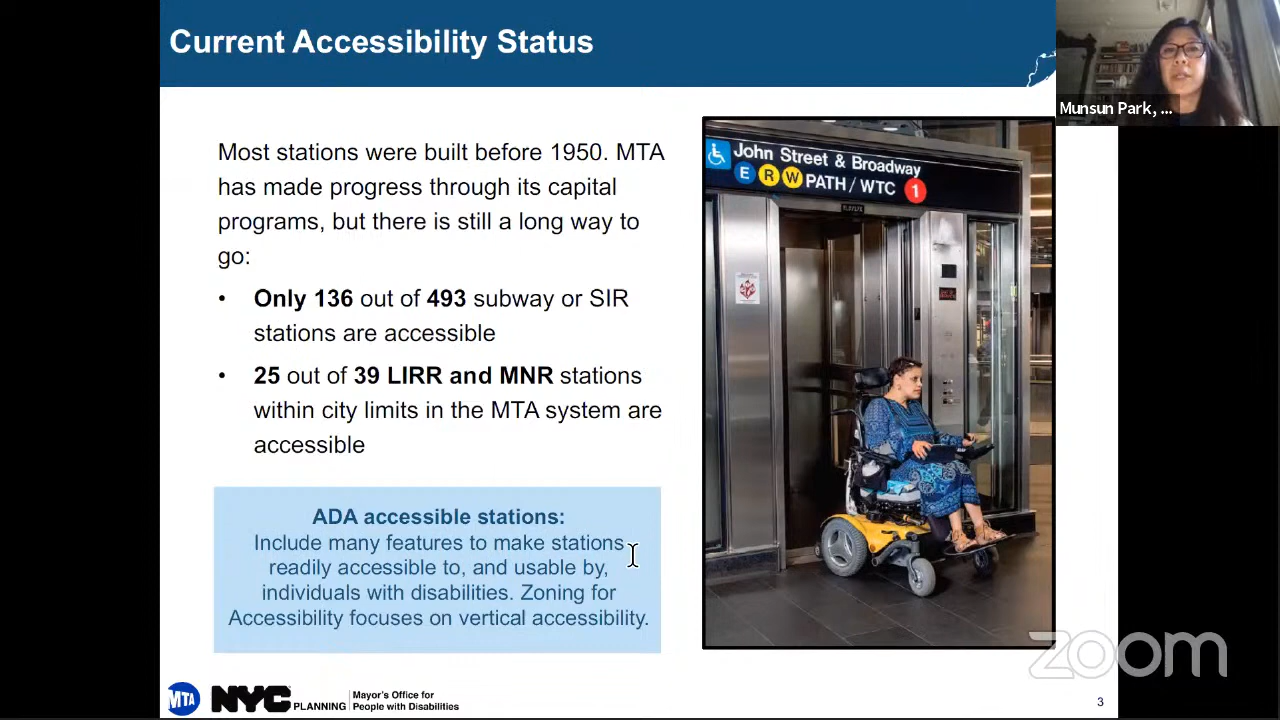 Current Accessibility Status
Munsun Park, ...
Most stations were built before 1950. MTA
has made progress through its capital
programs, but there is still a long way to
go:
• Only 136 out of 493 subway or SIR
stations are accessible
• 25 out of 39 LIRR and MNR stations
within city limits in the MTA system are
accessible
ADA accessible stations:
Include many features to make stations
readily accessible to, and usable by,
individuals with disabilities. Zoning for
Accessibility focuses on vertical accessibility.
John Street & Broadway
E R W PATH / WTC 1
zoom
MTA
NYC PLANNING
Mayor's Office for
People with Disabilities
3